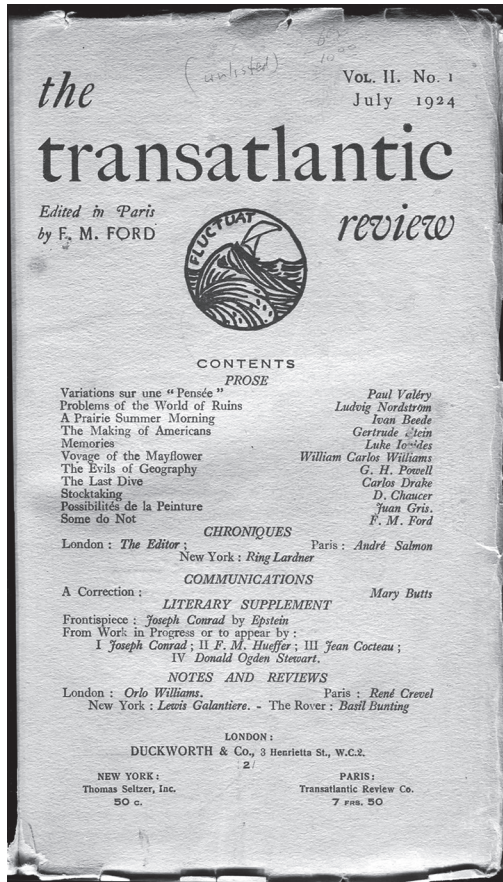 (unlisted)
the
VOL. II. No. 1
July 1924
transatlantic
Edited in Paris
by F. M. FORD
review
FLUCTUAT
CONTENTS
PROSE
Variations sur une “ Pensée ” Paul Valéry
Problems of the World of Ruins Ludvig Nordström
A Prairie Summer Morning Ivan Beede
The Making of Americans Gertrude Stein
Memories Luke
Voyage of the Mayflower William Carlos Williams
The Evils of Geography G. H. Powell
The Last Dive Carlos Drake
Stocktaking D. Chaucer
Possibilités de la Peinture Juan Gris.
Some do Not F. M. Ford
CHRONIQUES
London : The Editor ; Paris : André Salmon
New York : Ring Lardner
COMMUNICATIONS
A Correction : Mary Butts
LITERARY SUPPLEMENT
Frontispiece : Joseph Conrad by Epstein
From Work in Progress or to appear by :
I Joseph Conrad ; II F. M. Hueffer ; III Jean Cocteau ;
IV Donald Ogden Stewart.
NOTES AND REVIEWS
London : Orlo Williams. Paris : René Crevel
New York : Lewis Galantiere. - The Rover : Basil Bunting
LONDON :
DUCKWORTH & Co., 3 Henrietta St., W.C.2.
2/
NEW YORK :
Thomas Seltzer, Inc.
50 c.
PARIS :
Transatlantic Review Co.
7 FRS. 50